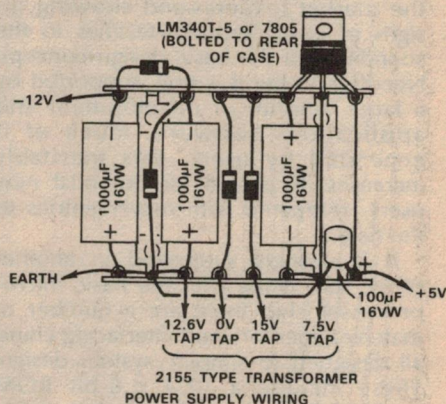 LM340T-5 or 7805
(BOLTED TO REAR
OF CASE)
−12V
1000µF
16VW
1000µF
16VW
1000µF
16VW
EARTH
+5V
12.6V
TAP
0V
TAP
15V
TAP
7.5V
TAP
100µF
16VW
2155 TYPE TRANSFORMER
POWER SUPPLY WIRING